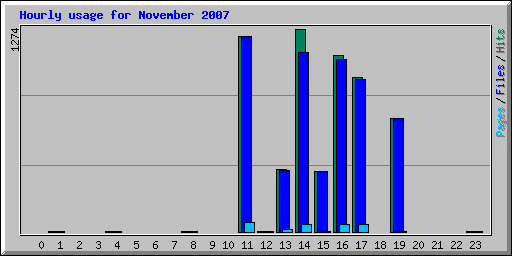 Hourly usage for November 2007
1274
Pages/Files/Hits
0 1 2 3 4 5 6 7 8 9 10 11 12 13 14 15 16 17 18 19 20 21 22 23